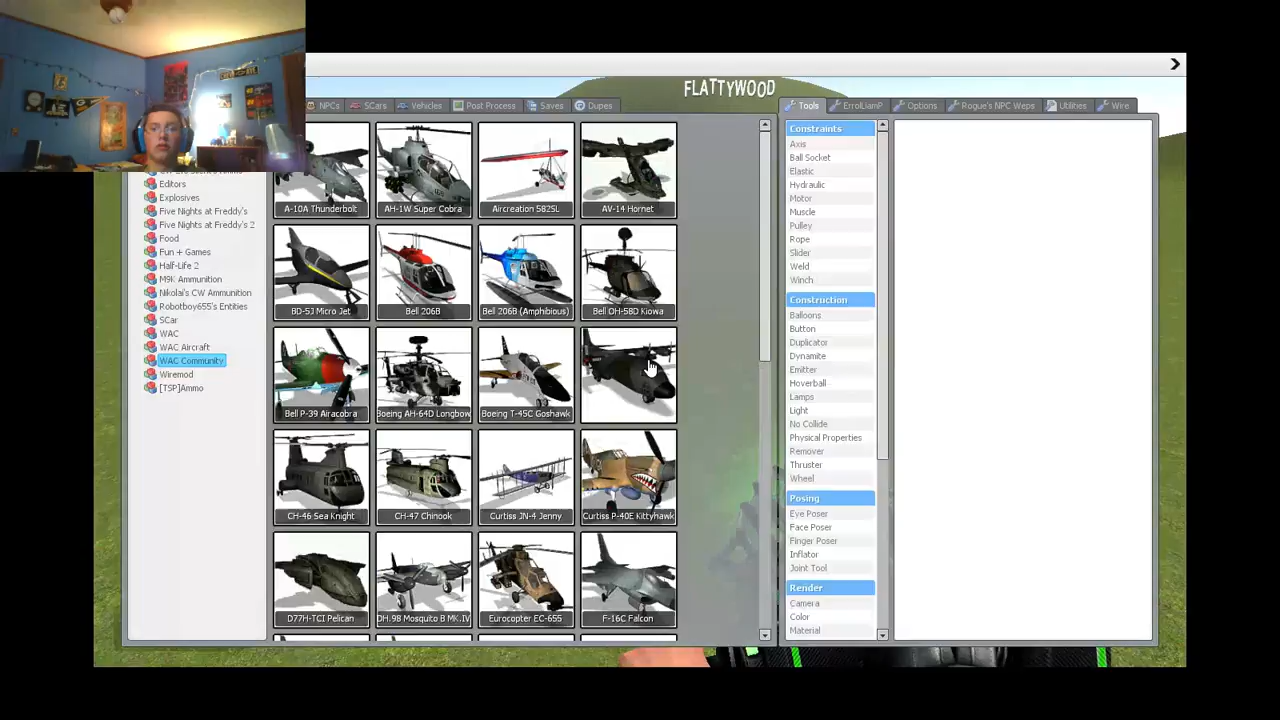 FLATTYWOOD
NPCs SCars Vehicles Post Process Saves Dupes
Tools ErrolLiamP Options Rogue's NPC Weps Utilities Wire
Editors
Explosives
Five Nights at Freddy's
Five Nights at Freddy's 2
Food
Fun + Games
Half-Life 2
M9K Ammunition
Nikolai's CW Ammunition
Robotboy655's Entities
SCar
WAC
WAC Aircraft
WAC Community
Wiremod
[TSP]Ammo
A-10A Thunderbolt AH-1W Super Cobra Aircreation 582SL AV-14 Hornet
BD-5J Micro Jet Bell 206B Bell 206B (Amphibious) Bell OH-58D Kiowa
Bell P-39 Airacobra Boeing AH-64D Longbow Boeing T-45C Goshawk
CH-46 Sea Knight CH-47 Chinook Curtiss JN-4 Jenny Curtiss P-40E Kittyhawk
D77H-TCI Pelican DH.98 Mosquito B MK.IV Eurocopter EC-655 F-16C Falcon
Constraints
Axis
Ball Socket
Elastic
Hydraulic
Motor
Muscle
Pulley
Rope
Slider
Weld
Winch
Construction
Balloons
Button
Duplicator
Dynamite
Emitter
Hoverball
Lamps
Light
No Collide
Physical Properties
Remover
Thruster
Wheel
Posing
Eye Poser
Face Poser
Finger Poser
Inflator
Joint Tool
Render
Camera
Color
Material